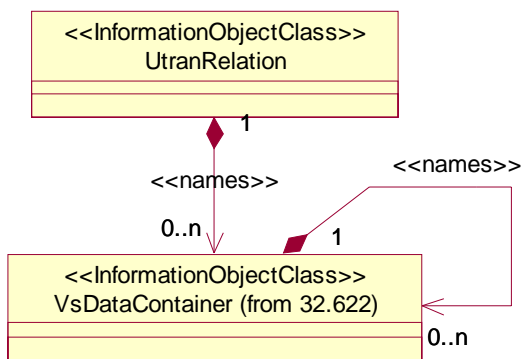 <<InformationObjectClass>>
UtranRelation
1
<<names>>
<<names>>
0..n
1
<<InformationObjectClass>>
VsDataContainer (from 32.622)
0..n